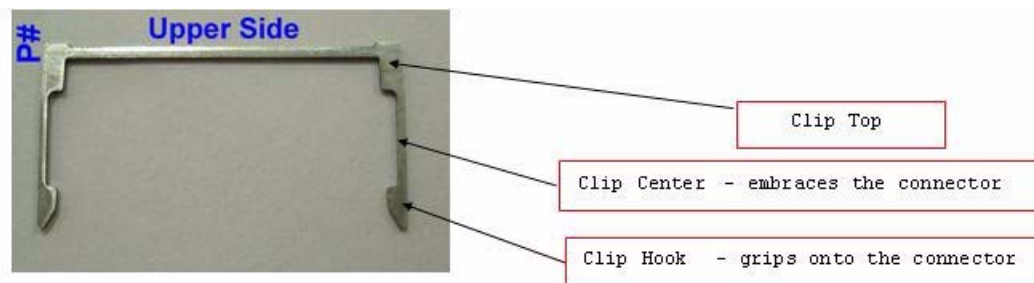 P#
Upper Side
Clip Top
Clip Center - embraces the connector
Clip Hook - grips onto the connector